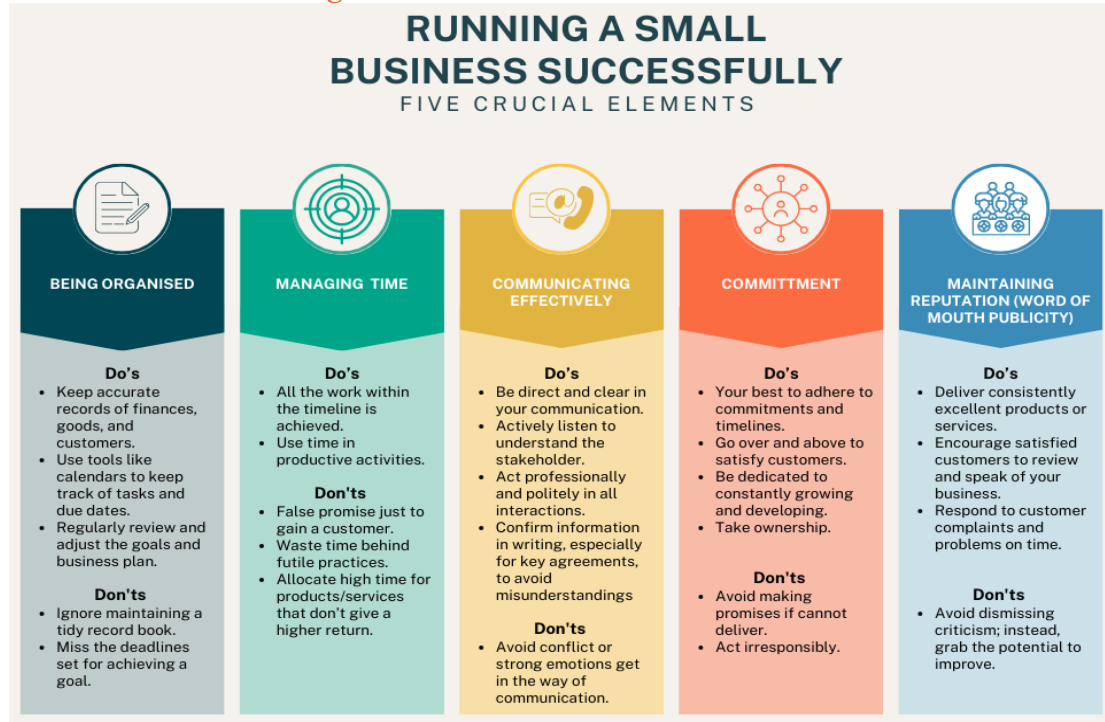 RUNNING A SMALL
BUSINESS SUCCESSFULLY
FIVE CRUCIAL ELEMENTS
BEING ORGANISED
Do's
• Keep accurate
records of finances,
goods, and
customers.
• Use tools like
calendars to keep
track of tasks and
due dates.
• Regularly review and
adjust the goals and
business plan.
Don'ts
• Ignore maintaining a
tidy record book.
• Miss the deadlines
set for achieving a
goal.
MANAGING TIME
Do's
• All the work within
the timeline is
achieved.
• Use time in
productive activities.
Don'ts
• False promise just to
gain a customer.
• Waste time behind
futile practices.
• Allocate high time for
products/services
that don't give a
higher return.
COMMUNICATING
EFFECTIVELY
Do's
• Be direct and clear in
your communication.
• Actively listen to
understand the
stakeholder.
• Act professionally
and politely in all
interactions.
• Confirm information
in writing, especially
for key agreements,
to avoid
misunderstandings
Don'ts
• Avoid conflict or
strong emotions get
in the way of
communication.
COMMITTMENT
Do's
• Your best to adhere to
commitments and
timelines.
• Go over and above to
satisfy customers.
• Be dedicated to
constantly growing
and developing.
• Take ownership.
Don'ts
• Avoid making
promises if cannot
deliver.
• Act irresponsibly.
MAINTAINING
REPUTATION (WORD OF
MOUTH PUBLICITY)
Do's
• Deliver consistently
excellent products or
services.
• Encourage satisfied
customers to review
and speak of your
business.
• Respond to customer
complaints and
problems on time.
Don'ts
• Avoid dismissing
criticism; instead,
grab the potential to
improve.